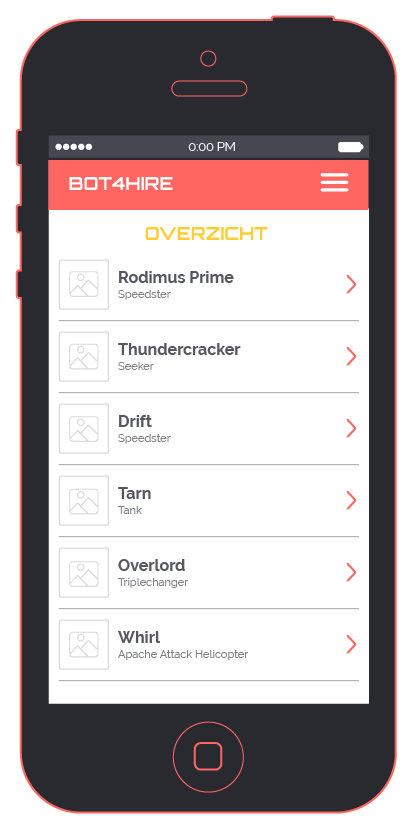 0:00 PM
BOT4HIRE
OVERZICHT
Rodimus Prime
Speedster
Thundercracker
Seeker
Drift
Speedster
Tarn
Tank
Overlord
Triplechanger
Whirl
Apache Attack Helicopter